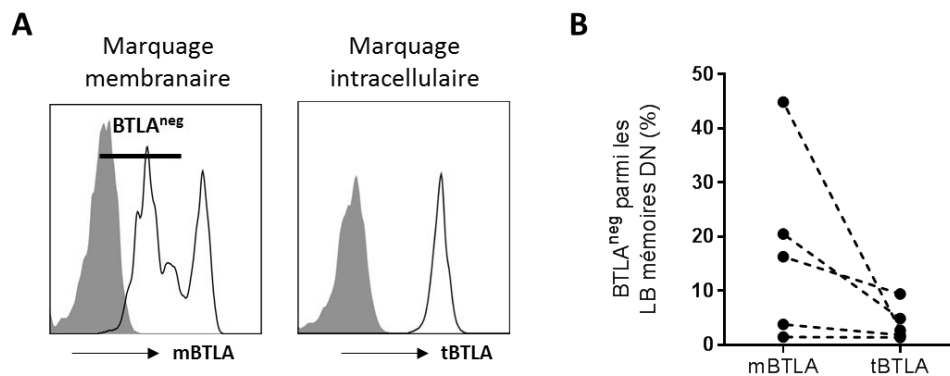 A
Marquage
membranaire
BTLAneg
mBTLA
Marquage
intracellulaire
tBTLA
B
BTLAneg parmi les
LB mémoires DN (%)
50
40
30
20
10
0
mBTLA
tBTLA